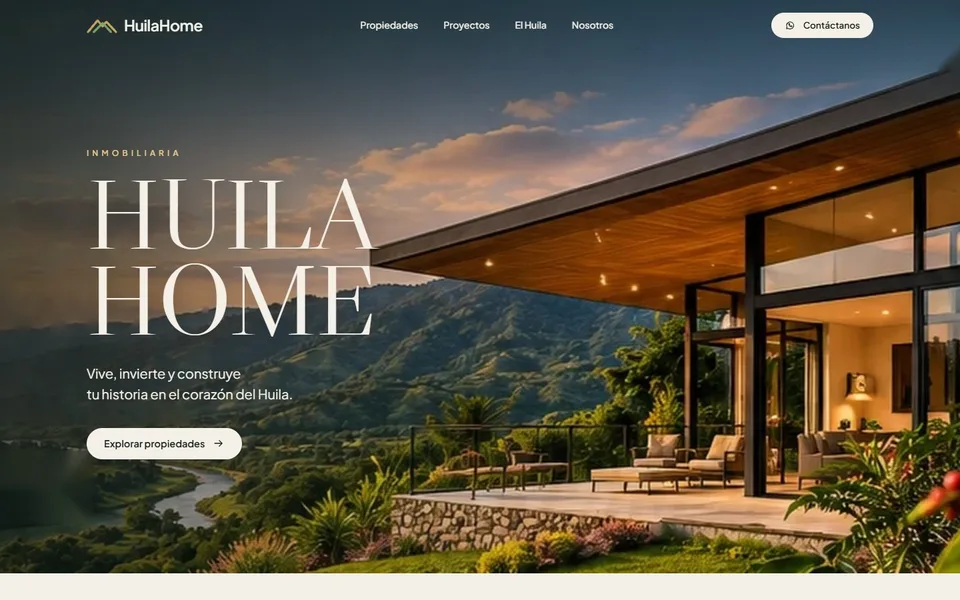 HuilaHome
Propiedades
Proyectos
El Huila
Nosotros
Contáctanos
INMOBILIARIA
HUILA
HOME
Vive, invierte y construye
tu historia en el corazón del Huila.
Explorar propiedades →